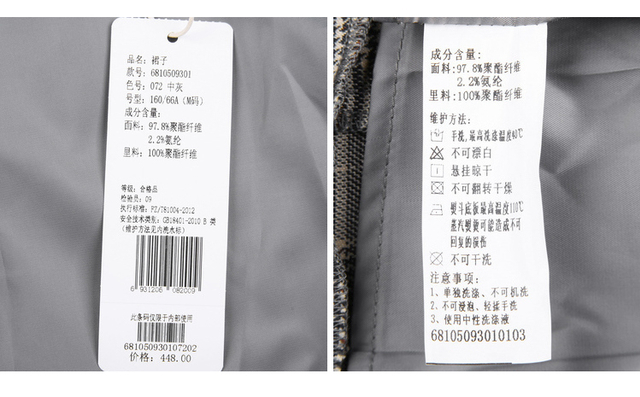 品名: 裙子
款号: 6810509301
色号: 072 中灰
号型: 160/66A (M码)
成分含量:
面料: 97.8%聚酯纤维
2.2%氨纶
里料: 100%聚酯纤维
等级: 合格品
检验员: 09
执行标准: FZ/T81004-2012
安全技术类别: GB18401-2010 B 类
(维护方法见内洗水标)
6 931206 082009
此条码仅限于内部使用
681050930107202
价格: 448.00
成分含量:
面料: 97.8%聚酯纤维
2.2%氨纶
里料: 100%聚酯纤维
维护方法:
手洗,最高洗涤温度40℃
不可漂白
悬挂晾干
不可翻转干燥
熨斗底板最高温度110℃
蒸汽熨烫可能造成不可
回复的损伤
不可干洗
注意事项:
1、单独洗涤、不可机洗
2、不可浸泡、轻揉手洗
3、使用中性洗涤液
68105093010103